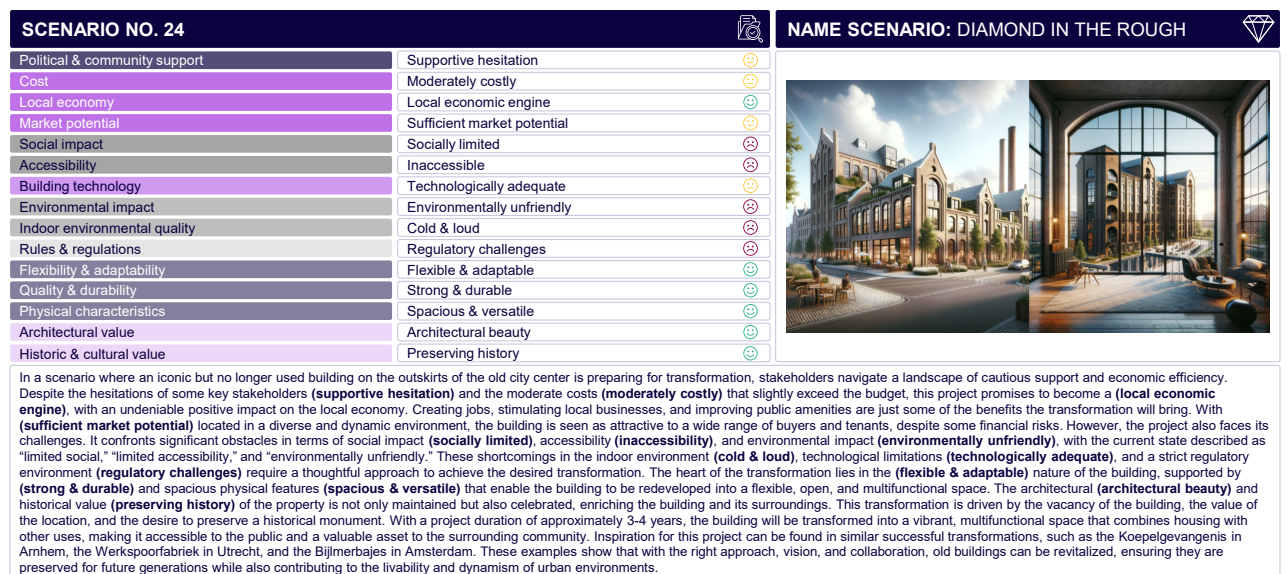 SCENARIO NO. 24
NAME SCENARIO: DIAMOND IN THE ROUGH
Political & community support Supportive hesitation
Cost Moderately costly
Local economy Local economic engine
Market potential Sufficient market potential
Social impact Socially limited
Accessibility Inaccessible
Building technology Technologically adequate
Environmental impact Environmentally unfriendly
Indoor environmental quality Cold & loud
Rules & regulations Regulatory challenges
Flexibility & adaptability Flexible & adaptable
Quality & durability Strong & durable
Physical characteristics Spacious & versatile
Architectural value Architectural beauty
Historic & cultural value Preserving history
In a scenario where an iconic but no longer used building on the outskirts of the old city center is preparing for transformation, stakeholders navigate a landscape of cautious support and economic efficiency.
Despite the hesitations of some key stakeholders (supportive hesitation) and the moderate costs (moderately costly) that slightly exceed the budget, this project promises to become a (local economic
engine), with an undeniable positive impact on the local economy. Creating jobs, stimulating local businesses, and improving public amenities are just some of the benefits the transformation will bring. With
(sufficient market potential) located in a diverse and dynamic environment, the building is seen as attractive to a wide range of buyers and tenants, despite some financial risks. However, the project also faces its
challenges. It confronts significant obstacles in terms of social impact (socially limited), accessibility (inaccessibility), and environmental impact (environmentally unfriendly), with the current state described as
“limited social,” “limited accessibility,” and “environmentally unfriendly.” These shortcomings in the indoor environment (cold & loud), technological limitations (technologically adequate), and a strict regulatory
environment (regulatory challenges) require a thoughtful approach to achieve the desired transformation. The heart of the transformation lies in the (flexible & adaptable) nature of the building, supported by
(strong & durable) and spacious physical features (spacious & versatile) that enable the building to be redeveloped into a flexible, open, and multifunctional space. The architectural (architectural beauty) and
historical value (preserving history) of the property is not only maintained but also celebrated, enriching the building and its surroundings. This transformation is driven by the vacancy of the building, the value of
the location, and the desire to preserve a historical monument. With a project duration of approximately 3-4 years, the building will be transformed into a vibrant, multifunctional space that combines housing with
other uses, making it accessible to the public and a valuable asset to the surrounding community. Inspiration for this project can be found in similar successful transformations, such as the Koepelgevangenis in
Arnhem, the Werkspoorfabriek in Utrecht, and the Bijlmerbajes in Amsterdam. These examples show that with the right approach, vision, and collaboration, old buildings can be revitalized, ensuring they are
preserved for future generations while also contributing to the livability and dynamism of urban environments.